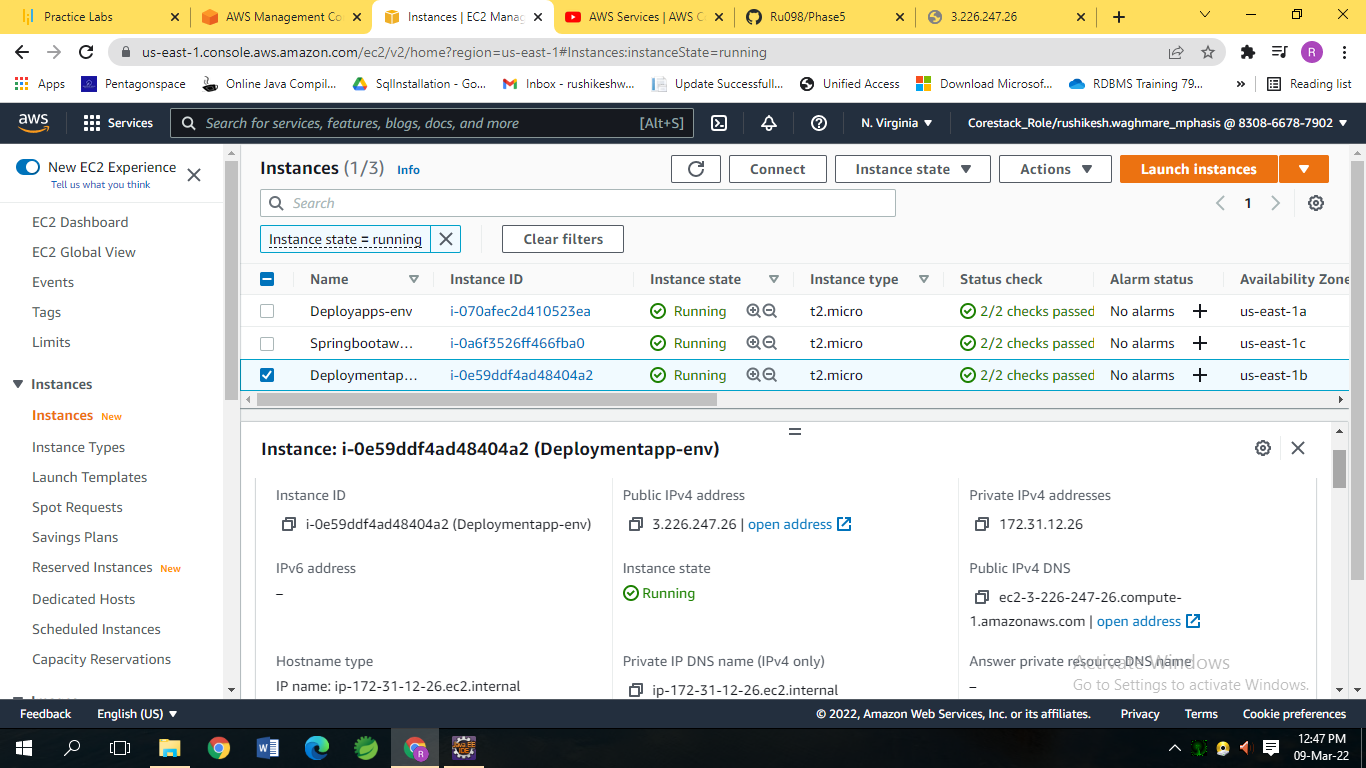 Practice Labs
AWS Management Co
Instances | EC2 Manag
AWS Services | AWS C
Ru098/Phase5
3.226.247.26
us-east-1.console.aws.amazon.com/ec2/v2/home?region=us-east-1#Instances:instanceState=running
R
Apps
Pentagonspace
Online Java Compil...
SqlInstallation - Go...
Inbox - rushikeshw...
Update Successfull...
Unified Access
Download Microsof...
RDBMS Training 79...
»
Reading list
aws
Services
Search for services, features, blogs, docs, and more
[Alt+S]
N. Virginia
Corestack_Role/rushikesh.waghmare_mphasis @ 8308-6678-7902
New EC2 Experience
Tell us what you think
EC2 Dashboard
EC2 Global View
Events
Tags
Limits
Instances
Instances New
Instance Types
Launch Templates
Spot Requests
Savings Plans
Reserved Instances New
Dedicated Hosts
Scheduled Instances
Capacity Reservations
Instances (1/3) Info
Connect
Instance state
Actions
Launch instances
Search
1
Instance state = running
Clear filters
Name Instance ID Instance state Instance type Status check Alarm status Availability Zone
Deployapps-env i-070afec2d410523ea Running t2.micro 2/2 checks passed No alarms + us-east-1a
Springbootaw... i-0a6f3526ff466fba0 Running t2.micro 2/2 checks passed No alarms + us-east-1c
Deploymentap... i-0e59ddf4ad48404a2 Running t2.micro 2/2 checks passed No alarms + us-east-1b
Instance: i-0e59ddf4ad48404a2 (Deploymentapp-env)
Instance ID
i-0e59ddf4ad48404a2 (Deploymentapp-env)
Public IPv4 address
3.226.247.26 | open address
Private IPv4 addresses
172.31.12.26
IPv6 address
–
Instance state
Running
Public IPv4 DNS
ec2-3-226-247-26.compute-
1.amazonaws.com | open address
Hostname type
IP name: ip-172-31-12-26.ec2.internal
Private IP DNS name (IPv4 only)
ip-172-31-12-26.ec2.internal
Answer private resource DNS name
–
Activate Windows
Go to Settings to activate Windows.
Feedback
English (US)
© 2022, Amazon Web Services, Inc. or its affiliates.
Privacy
Terms
Cookie preferences
12:47 PM
09-Mar-22